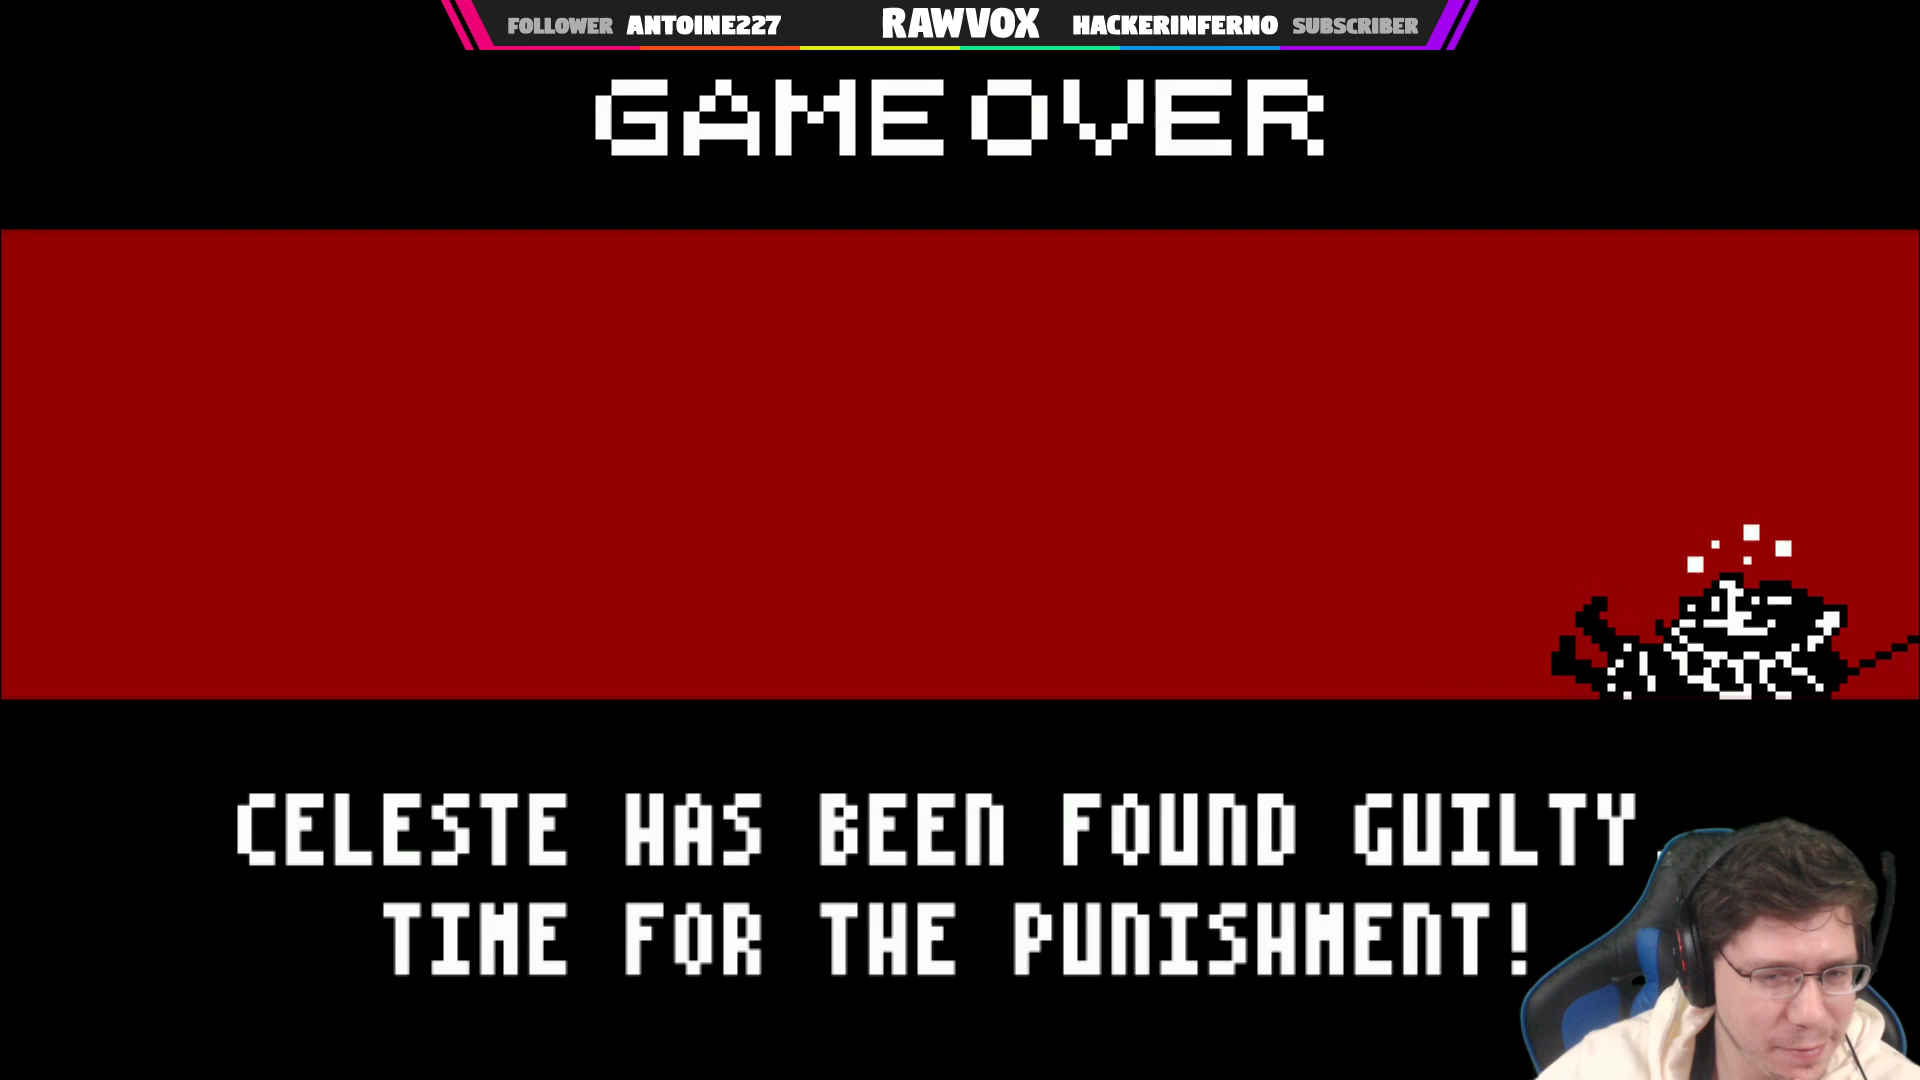 FOLLOWER ANTOINE227 RAWVOX HACKERINFERNO SUBSCRIBER
GAME OVER
CELESTE HAS BEEN FOUND GUILTY.
TIME FOR THE PUNISHMENT!